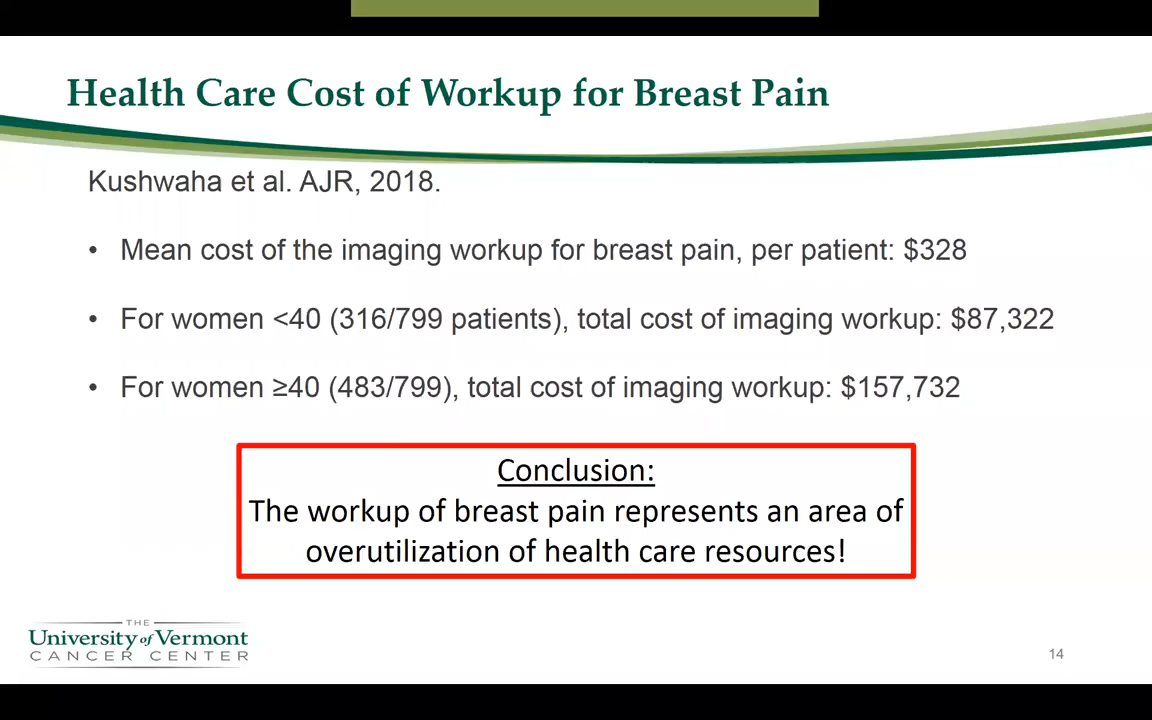 Health Care Cost of Workup for Breast Pain
Kushwaha et al. AJR, 2018.
• Mean cost of the imaging workup for breast pain, per patient: $328
• For women <40 (316/799 patients), total cost of imaging workup: $87,322
• For women ≥40 (483/799), total cost of imaging workup: $157,732
Conclusion:
The workup of breast pain represents an area of
overutilization of health care resources!
THE
University of Vermont
CANCER CENTER
14